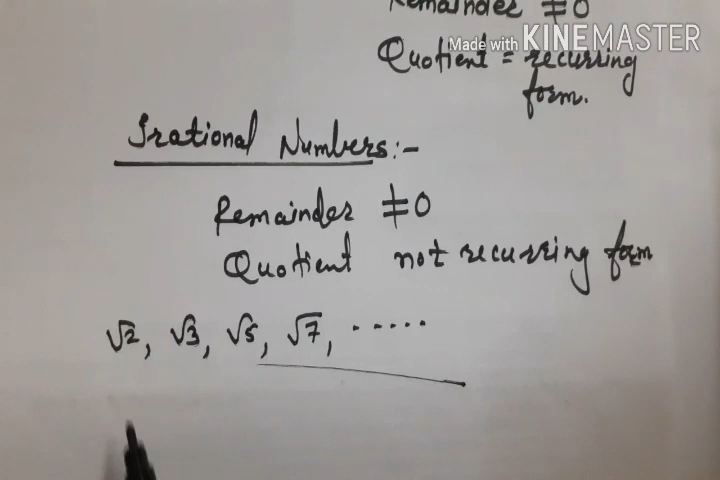 Remainder ≠0
Made with KINEMASTER
Quotient = recurring
form.
Irational Numbers:-
Remainder ≠0
Quotient not recurring form
√2, √3, √5, √7, .....